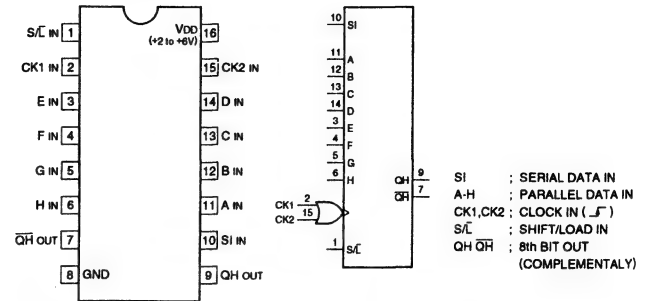 S/L̅ IN 1
VDD 16
(+2 to +6V)
CK1 IN 2
15 CK2 IN
E IN 3
14 D IN
F IN 4
13 C IN
G IN 5
12 B IN
H IN 6
11 A IN
Q̅H̅ OUT 7
10 SI IN
8 GND
9 QH OUT
10 SI
11 A
12 B
13 C
14 D
3 E
4 F
5 G
6 H
QH 9
Q̅H̅ 7
CK1 2
CK2 15
1 S/L̅
SI ; SERIAL DATA IN
A-H ; PARALLEL DATA IN
CK1,CK2 ; CLOCK IN ( )
S/L̅ ; SHIFT/LOAD IN
QH Q̅H̅ ; 8th BIT OUT
(COMPLEMENTALY)